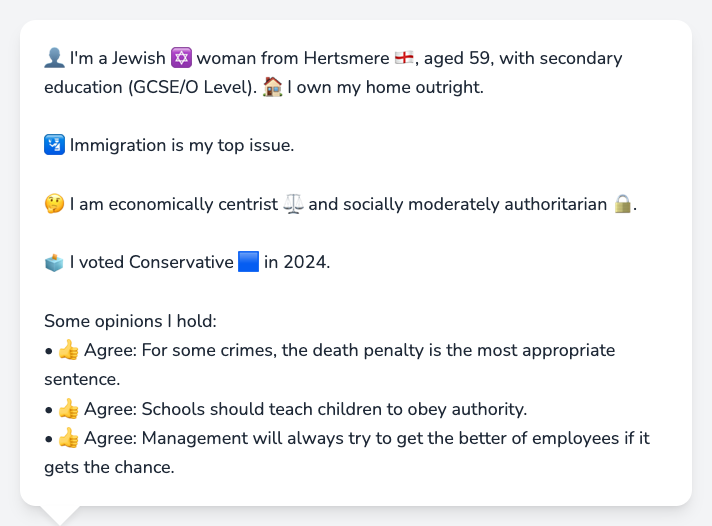 👤 I'm a Jewish ✡️ woman from Hertsmere 🏴󠁧󠁢󠁥󠁮󠁧󠁿, aged 59, with secondary
education (GCSE/O Level). 🏠 I own my home outright.
🛂 Immigration is my top issue.
🤔 I am economically centrist ⚖️ and socially moderately authoritarian 🔒.
🗳️ I voted Conservative 🟦 in 2024.
Some opinions I hold:
• 👍 Agree: For some crimes, the death penalty is the most appropriate
sentence.
• 👍 Agree: Schools should teach children to obey authority.
• 👍 Agree: Management will always try to get the better of employees if it
gets the chance.